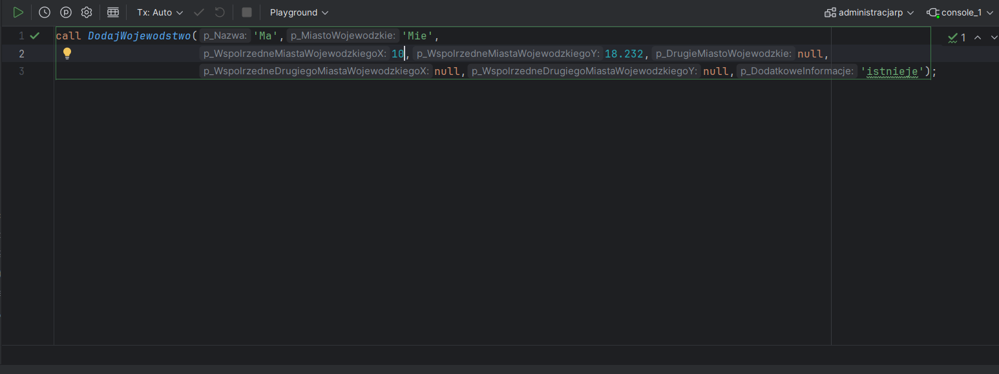 Tx: Auto Playground administracjarp console_1
1 call DodajWojewodstwo( p_Nazwa: 'Ma', p_MiastoWojewodzkie: 'Mie', 1
2 p_WspolrzedneMiastaWojewodzkiegoX: 10, p_WspolrzedneMiastaWojewodzkiegoY: 18.232, p_DrugieMiastoWojewodzkie: null,
3 p_WspolrzedneDrugiegoMiastaWojewodzkiegoX: null, p_WspolrzedneDrugiegoMiastaWojewodzkiegoY: null, p_DodatkoweInformacje: 'istnieje');